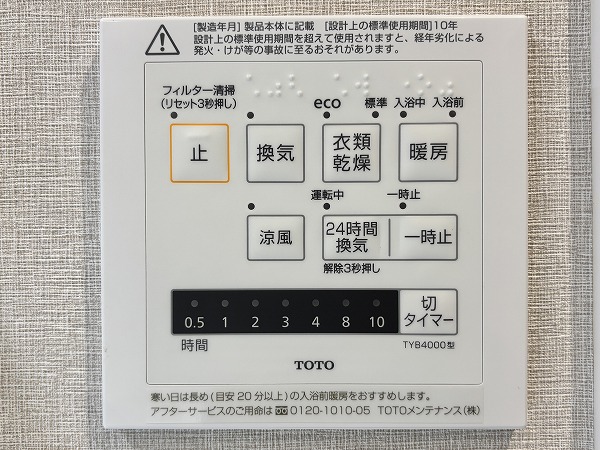 [製造年月] 製品本体に記載 [設計上の標準使用期間]10年
設計上の標準使用期間を超えて使用されますと、経年劣化による
発火・けが等の事故に至るおそれがあります。
フィルター清掃
(リセット3秒押し)
eco 標準 入浴中 入浴前
止 換気 衣類
乾燥 暖房
運転中 一時止
涼風 24時間
換気 一時止
解除3秒押し
0.5 1 2 3 4 8 10 切
タイマー
時間 TYB4000型
TOTO
寒い日は長め (目安 20 分以上) の入浴前暖房をおすすめします。
アフターサービスのご用命は 0120-1010-05 TOTOメンテナンス(株)